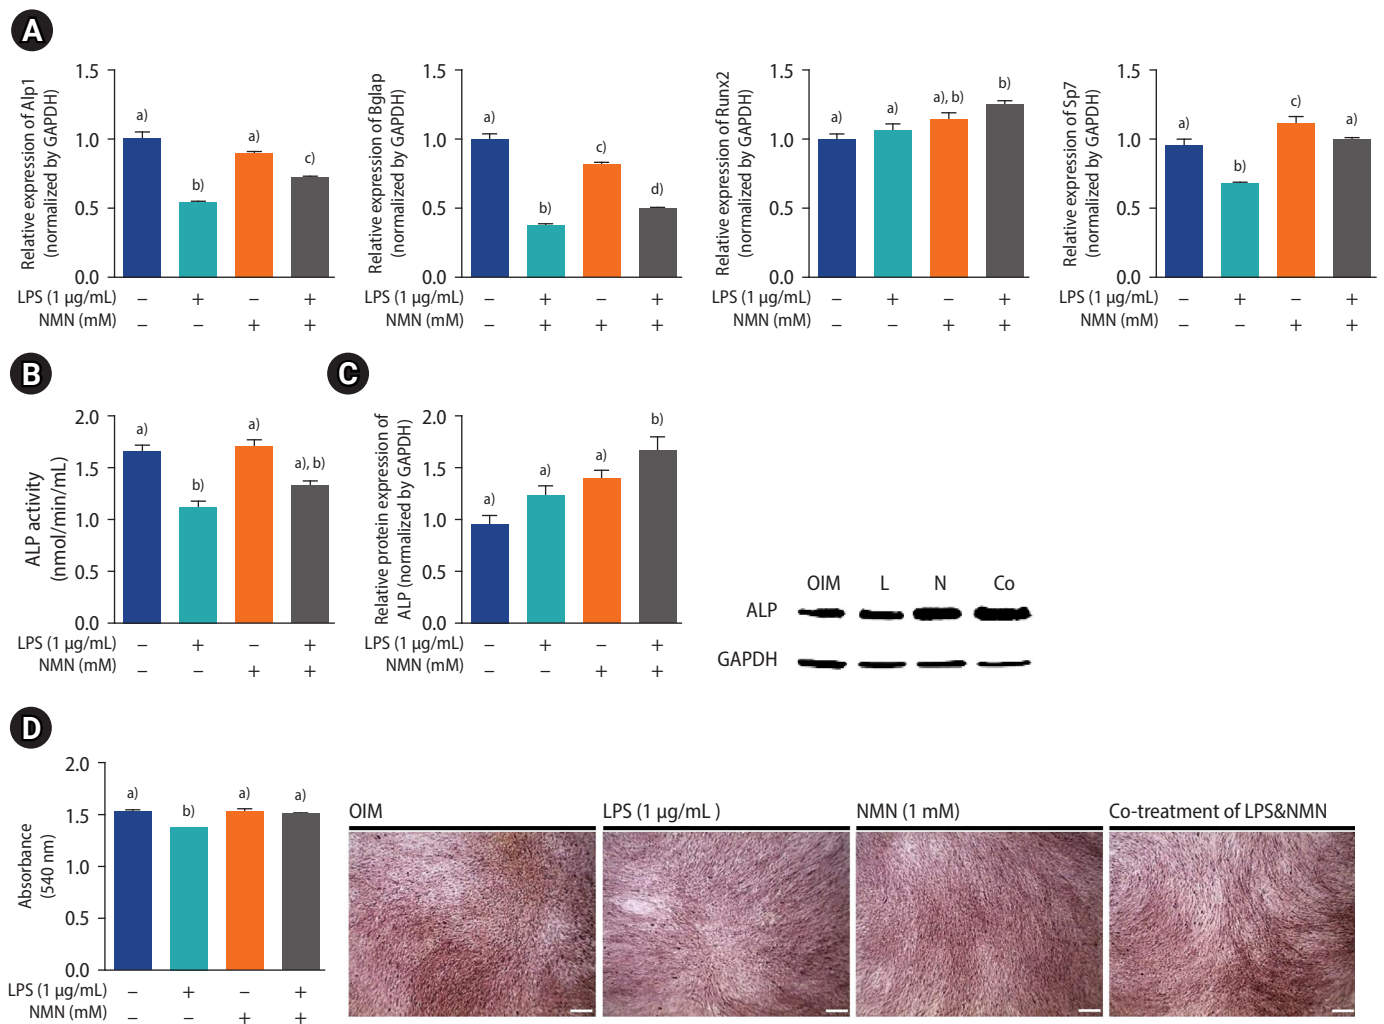 A
Relative expression of Alp1
(normalized by GAPDH)
1.5
1.0
0.5
0.0
a)
b)
a)
c)
LPS (1 µg/mL) – + – +
NMN (mM) – – + +
Relative expression of Bglap
(normalized by GAPDH)
1.5
1.0
0.5
0.0
a)
b)
c)
d)
LPS (1 µg/mL) – + – +
NMN (mM) – + + +
Relative expression of Runx2
(normalized by GAPDH)
1.5
1.0
0.5
0.0
a)
a)
a), b)
b)
LPS (1 µg/mL) – + – +
NMN (mM) – – + +
Relative expression of Sp7
(normalized by GAPDH)
1.5
1.0
0.5
0.0
a)
b)
c)
a)
LPS (1 µg/mL) – + – +
NMN (mM) – – + +
B
ALP activity
(nmol/min/mL)
2.0
1.5
1.0
0.5
0.0
a)
b)
a)
a), b)
LPS (1 µg/mL) – + – +
NMN (mM) – – + +
C
Relative protein expression of
ALP (normalized by GAPDH)
2.0
1.5
1.0
0.5
0.0
a)
a)
a)
b)
LPS (1 µg/mL) – + – +
NMN (mM) – – + +
OIM L N Co
ALP
GAPDH
D
Absorbance
(540 nm)
2.0
1.5
1.0
0.5
0.0
a)
b)
a)
a)
LPS (1 µg/mL) – + – +
NMN (mM) – – + +
OIM
LPS (1 µg/mL )
NMN (1 mM)
Co-treatment of LPS&NMN